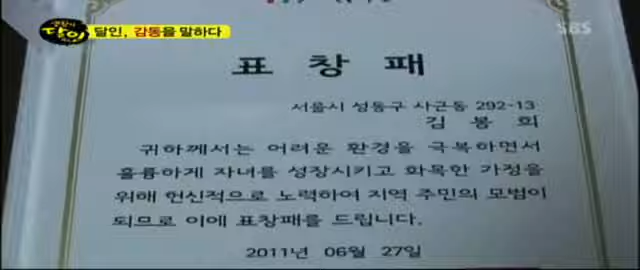 달인
달인, 감동을 말하다
SBS
표창패
서울시 성동구 사근동 292-13
김봉희
귀하께서는 어려운 환경을 극복하면서
훌륭하게 자녀를 성장시키고 화목한 가정을
위해 헌신적으로 노력하여 지역 주민의 모범이
되므로 이에 표창패를 드립니다.
2011년 06월 27일